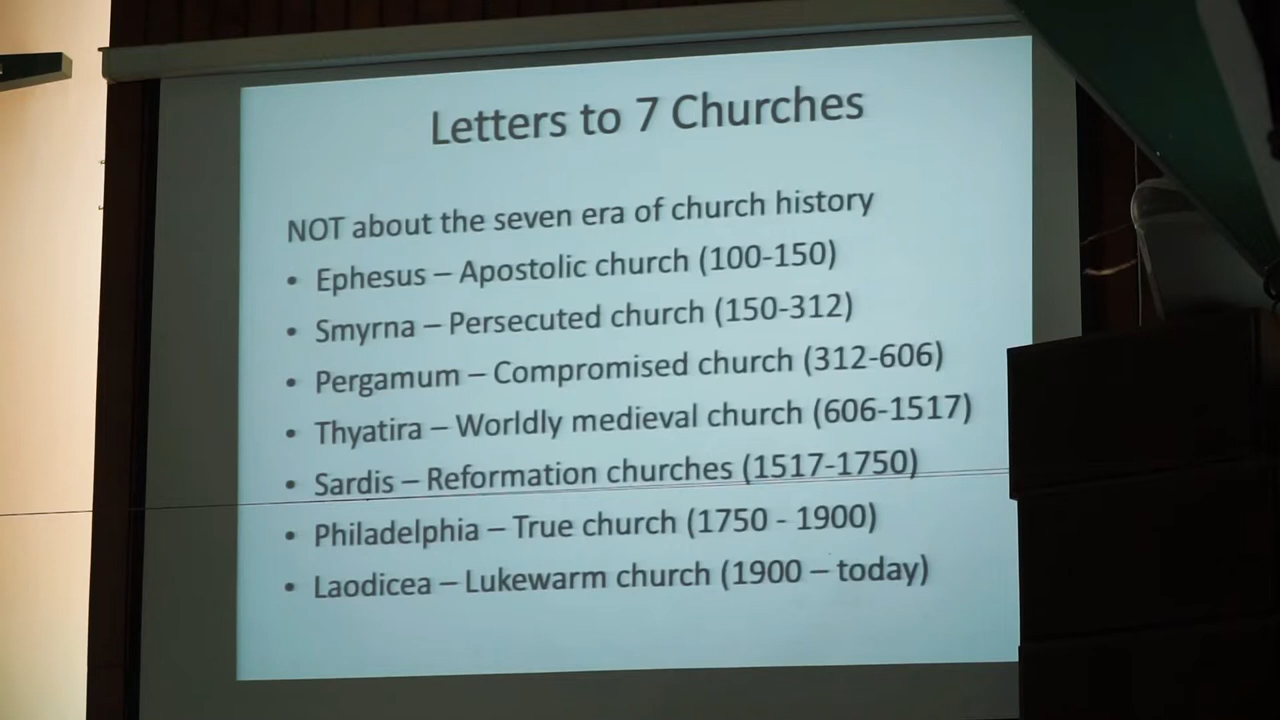 Letters to 7 Churches
NOT about the seven era of church history
• Ephesus – Apostolic church (100-150)
• Smyrna – Persecuted church (150-312)
• Pergamum – Compromised church (312-606)
• Thyatira – Worldly medieval church (606-1517)
• Sardis – Reformation churches (1517-1750)
• Philadelphia – True church (1750 - 1900)
• Laodicea – Lukewarm church (1900 – today)